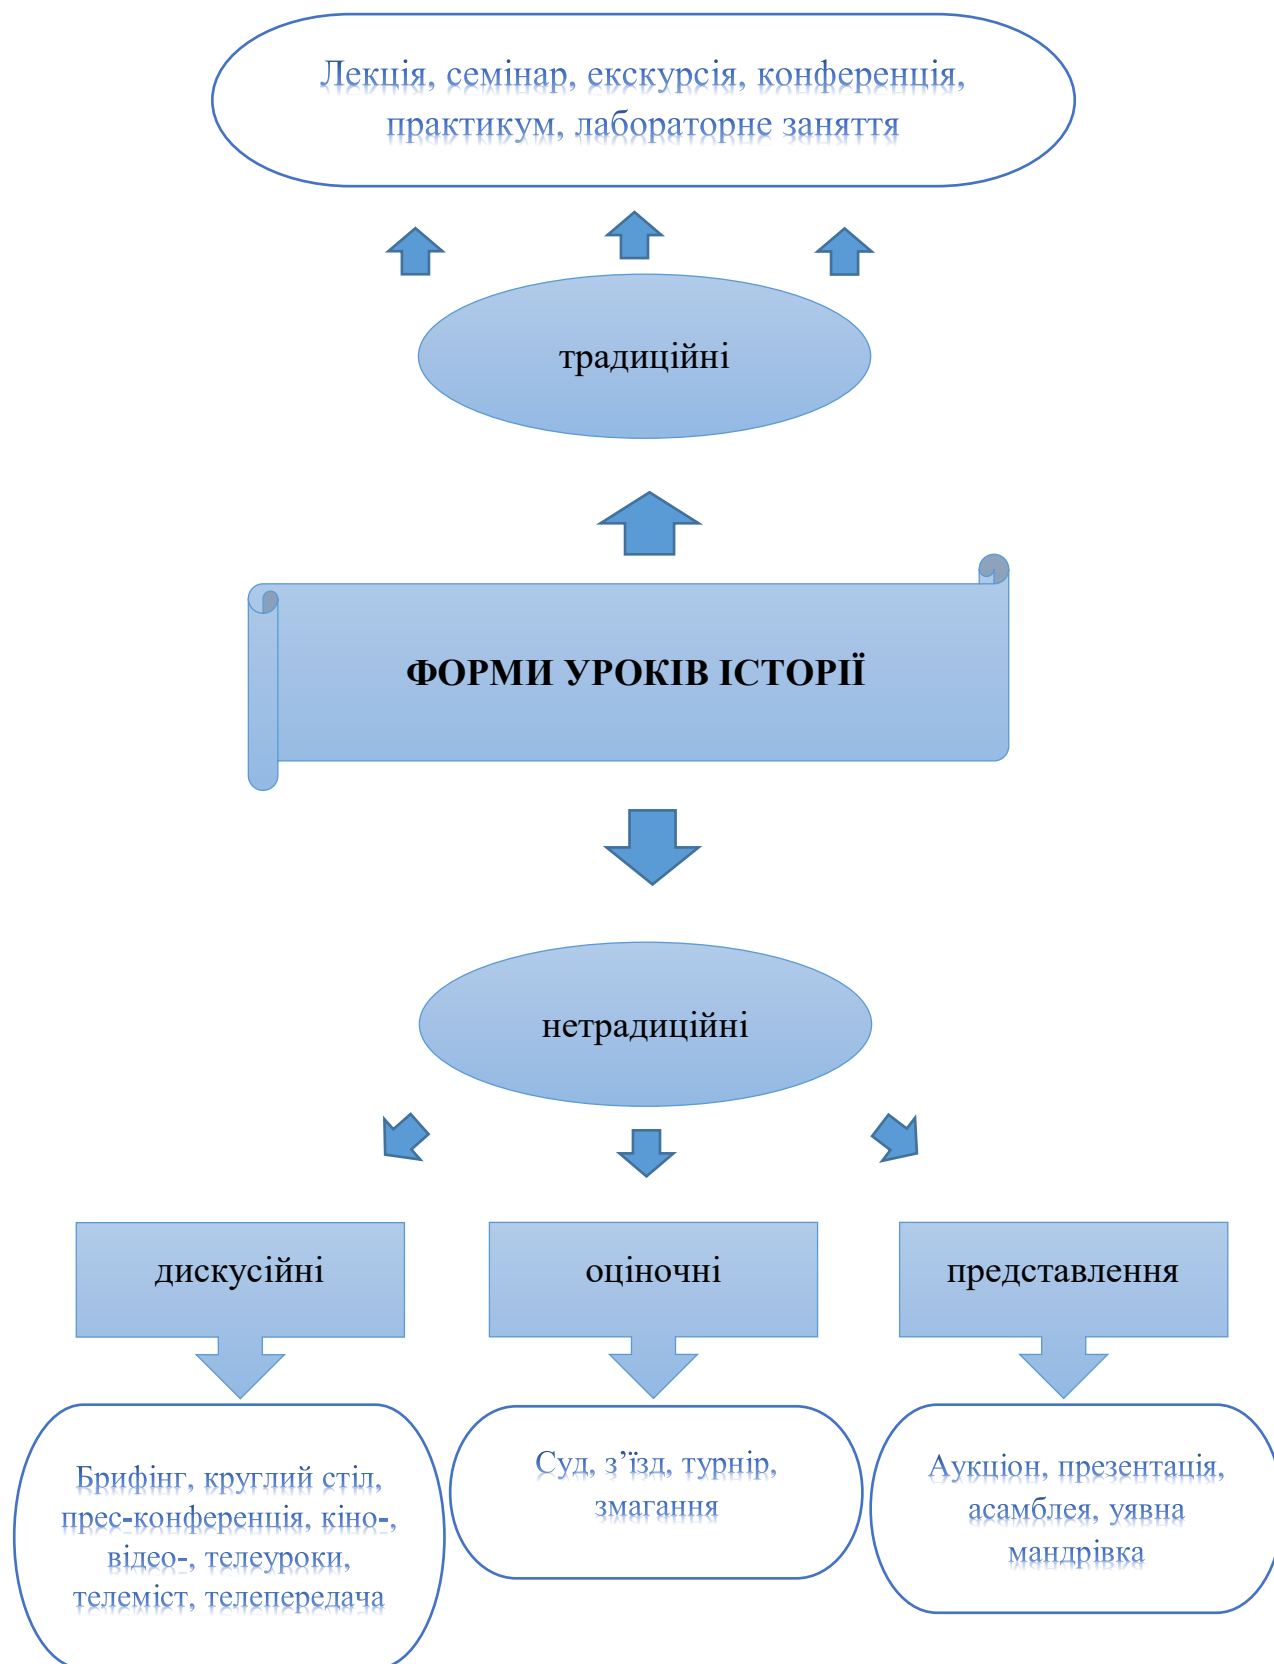 Лекція, семінар, екскурсія, конференція,
практикум, лабораторне заняття
традиційні
ФОРМИ УРОКІВ ІСТОРІЇ
нетрадиційні
дискусійні
оціночні
представлення
Брифінг, круглий стіл,
прес-конференція, кіно-,
відео-, телеуроки,
телеміст, телепередача
Суд, з’їзд, турнір,
змагання
Аукціон, презентація,
асамблея, уявна
мандрівка